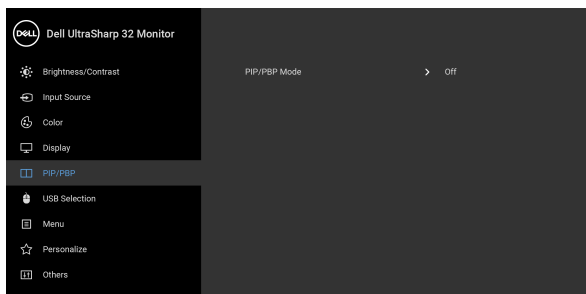 DELL Dell UltraSharp 32 Monitor
Brightness/Contrast
PIP/PBP Mode Off
Input Source
Color
Display
PIP/PBP
USB Selection
Menu
Personalize
Others